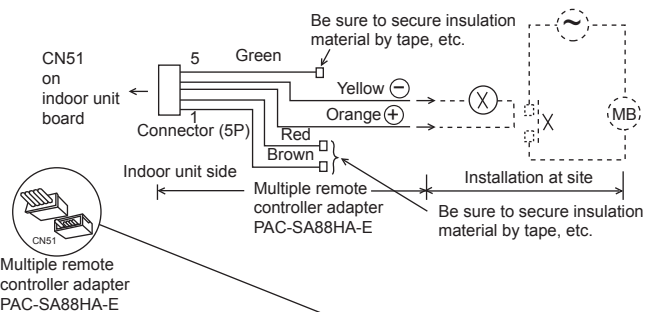 Be sure to secure insulation
material by tape, etc.
CN51
on
indoor unit
board
5
Green
Yellow −
Orange +
1
Connector (5P)
Red
Brown
X
X
~
MB
Indoor unit side
Multiple remote
controller adapter
PAC-SA88HA-E
Installation at site
Be sure to secure insulation
material by tape, etc.
CN51
Multiple remote
controller adapter
PAC-SA88HA-E